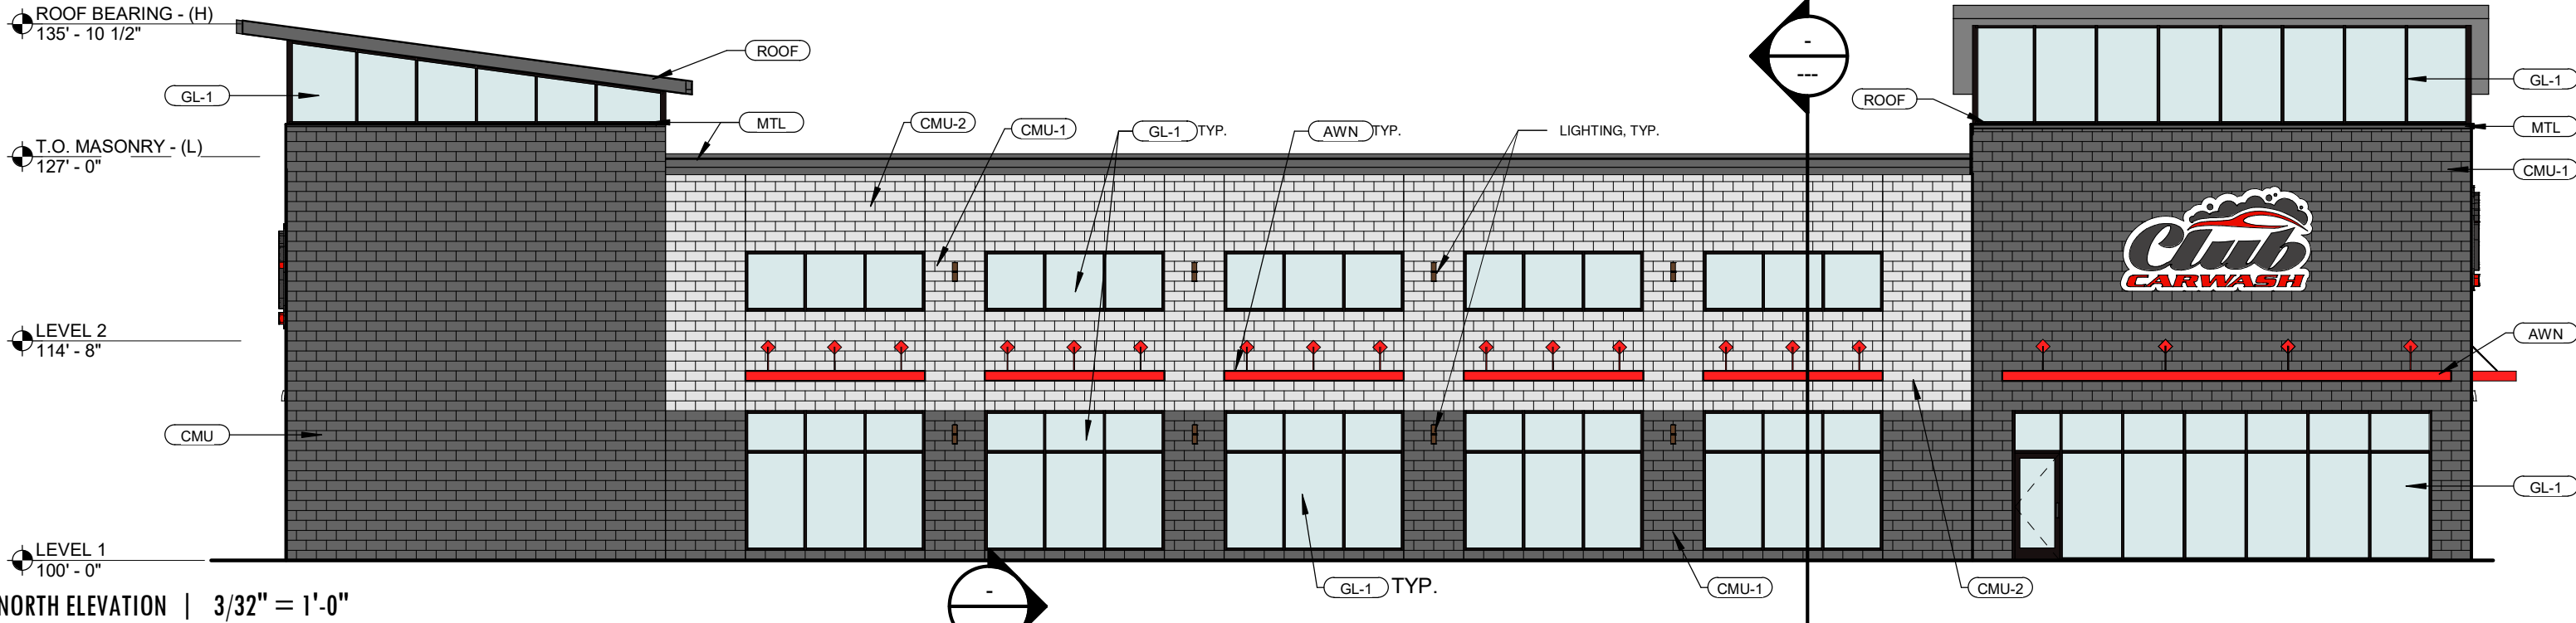 ROOF BEARING - (H)
135' - 10 1/2"
ROOF
-
---
GL-1
GL-1
ROOF
MTL
CMU-2
CMU-1
GL-1 TYP.
AWN TYP.
LIGHTING, TYP.
MTL
T.O. MASONRY - (L)
127' - 0"
CMU-1
Club
CARWASH
LEVEL 2
114' - 8"
AWN
CMU
GL-1
LEVEL 1
100' - 0"
-
GL-1 TYP.
CMU-1
CMU-2
NORTH ELEVATION | 3/32" = 1'-0"